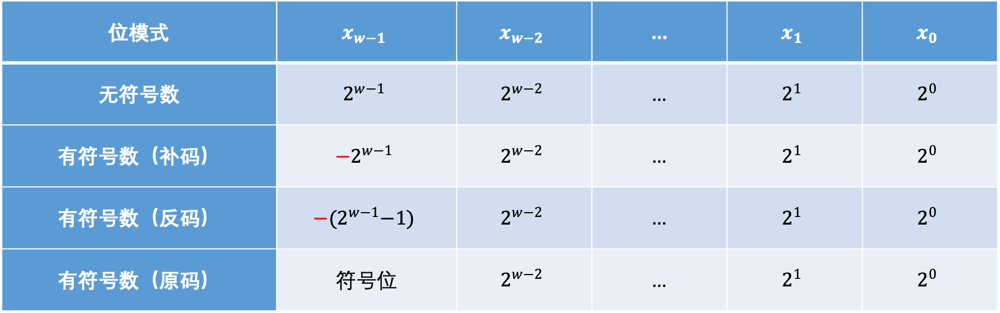 位模式 x_{w−1} x_{w−2} ... x_1 x_0
无符号数 2^{w−1} 2^{w−2} ... 2^1 2^0
有符号数（补码） −2^{w−1} 2^{w−2} ... 2^1 2^0
有符号数（反码） −(2^{w−1}−1) 2^{w−2} ... 2^1 2^0
有符号数（原码） 符号位 2^{w−2} ... 2^1 2^0